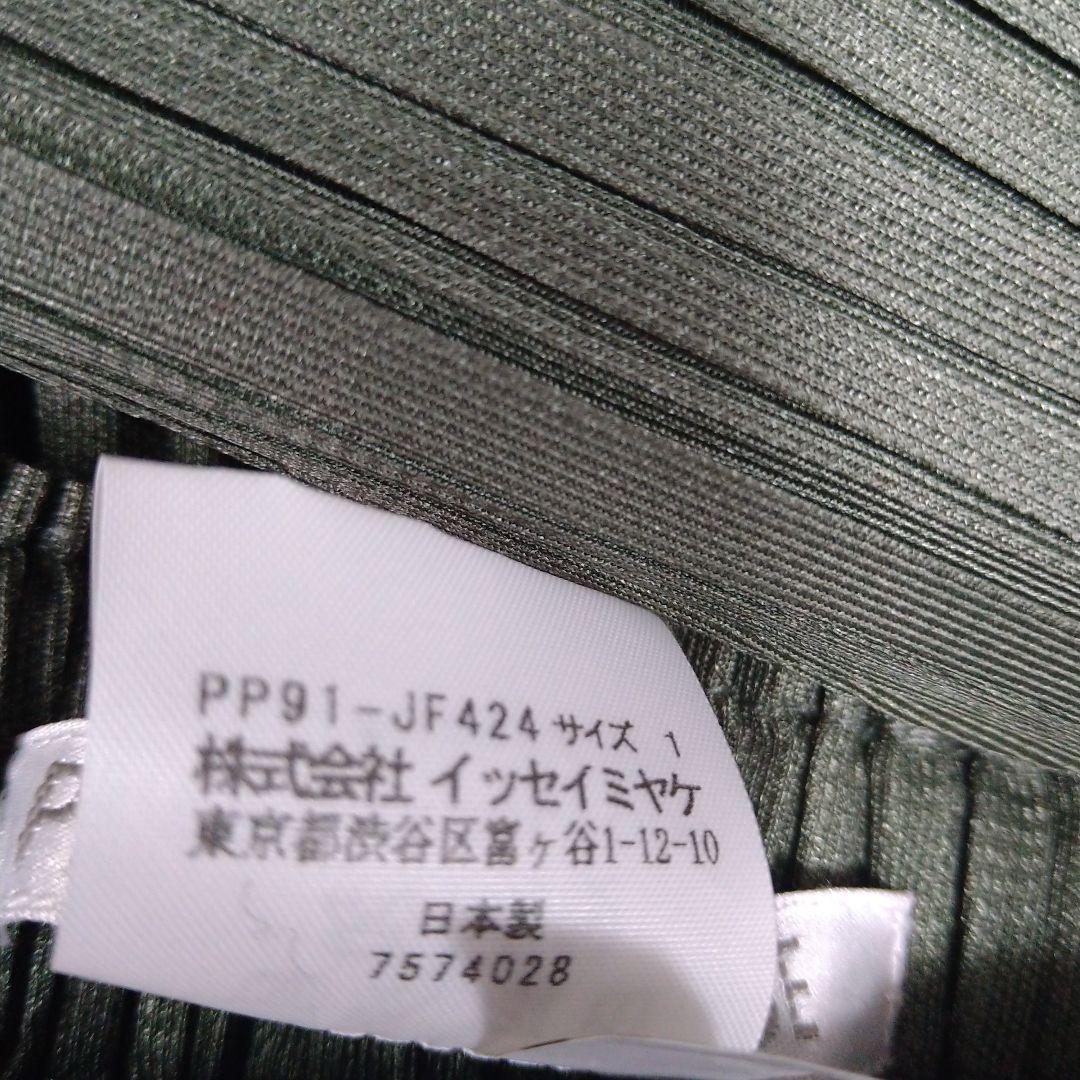 PP91-JF424 サイズ 1
株式会社 イッセイミヤケ
東京都渋谷区富ヶ谷1-12-10
日本製
7574028